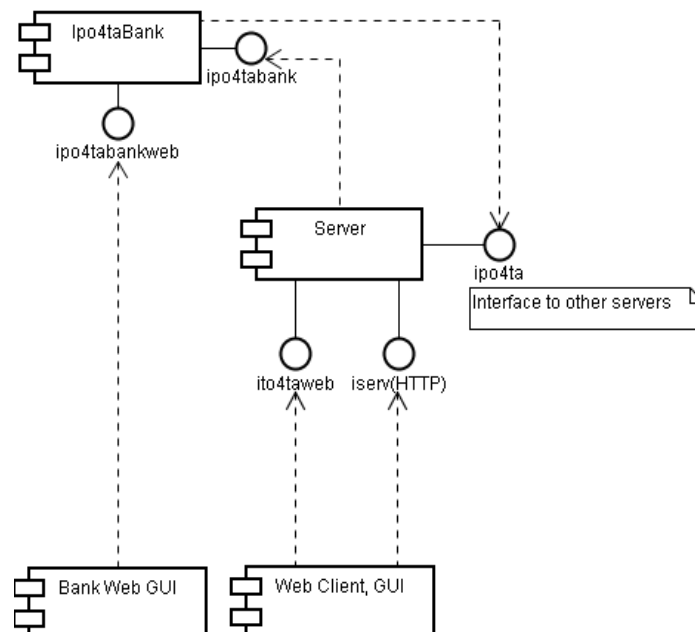 Ipo4taBank
ipo4tabank
ipo4tabankweb
Server
ipo4ta
Interface to other servers
ito4taweb
iserv(HTTP)
Bank Web GUI
Web Client, GUI